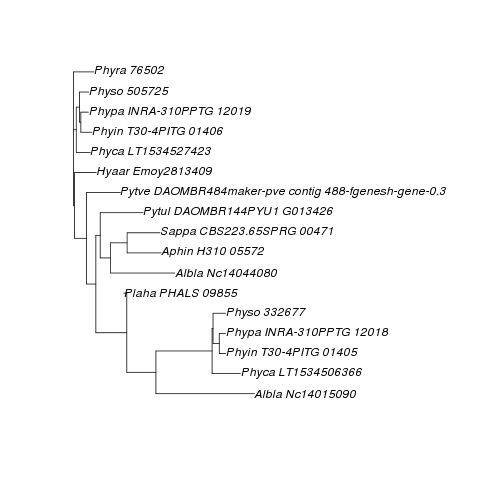 Phyra 76502
Physo 505725
Phypa INRA-310PPTG 12019
Phyin T30-4PITG 01406
Phyca LT1534527423
Hyaar Emoy2813409
Pytve DAOMBR484maker-pve contig 488-fgenesh-gene-0.3
Pytul DAOMBR144PYU1 G013426
Sappa CBS223.65SPRG 00471
Aphin H310 05572
Albla Nc14044080
Plaha PHALS 09855
Physo 332677
Phypa INRA-310PPTG 12018
Phyin T30-4PITG 01405
Phyca LT1534506366
Albla Nc14015090